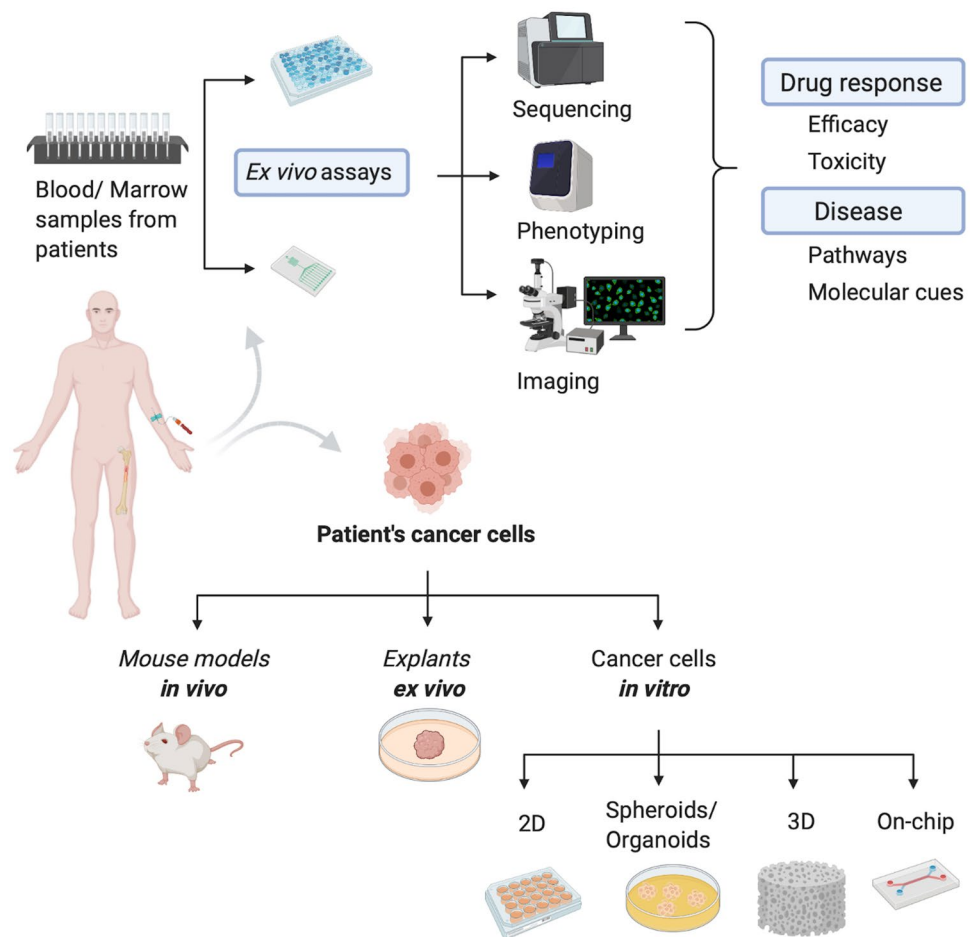 Blood/ Marrow
samples from
patients
Ex vivo assays
Sequencing
Phenotyping
Imaging
Drug response
Efficacy
Toxicity
Disease
Pathways
Molecular cues
Patient's cancer cells
Mouse models
in vivo
Explants
ex vivo
Cancer cells
in vitro
2D
Spheroids/
Organoids
3D
On-chip